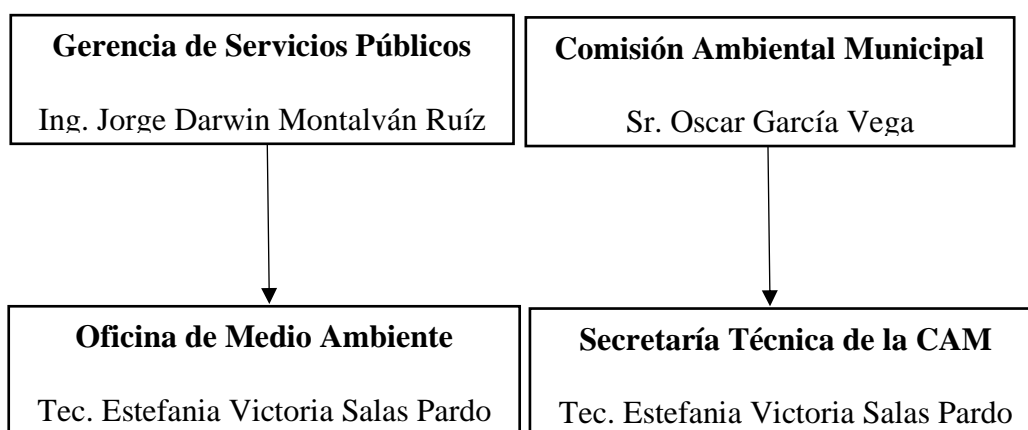 Gerencia de Servicios Públicos
Ing. Jorge Darwin Montalván Ruíz
Comisión Ambiental Municipal
Sr. Oscar García Vega
Oficina de Medio Ambiente
Tec. Estefania Victoria Salas Pardo
Secretaría Técnica de la CAM
Tec. Estefania Victoria Salas Pardo